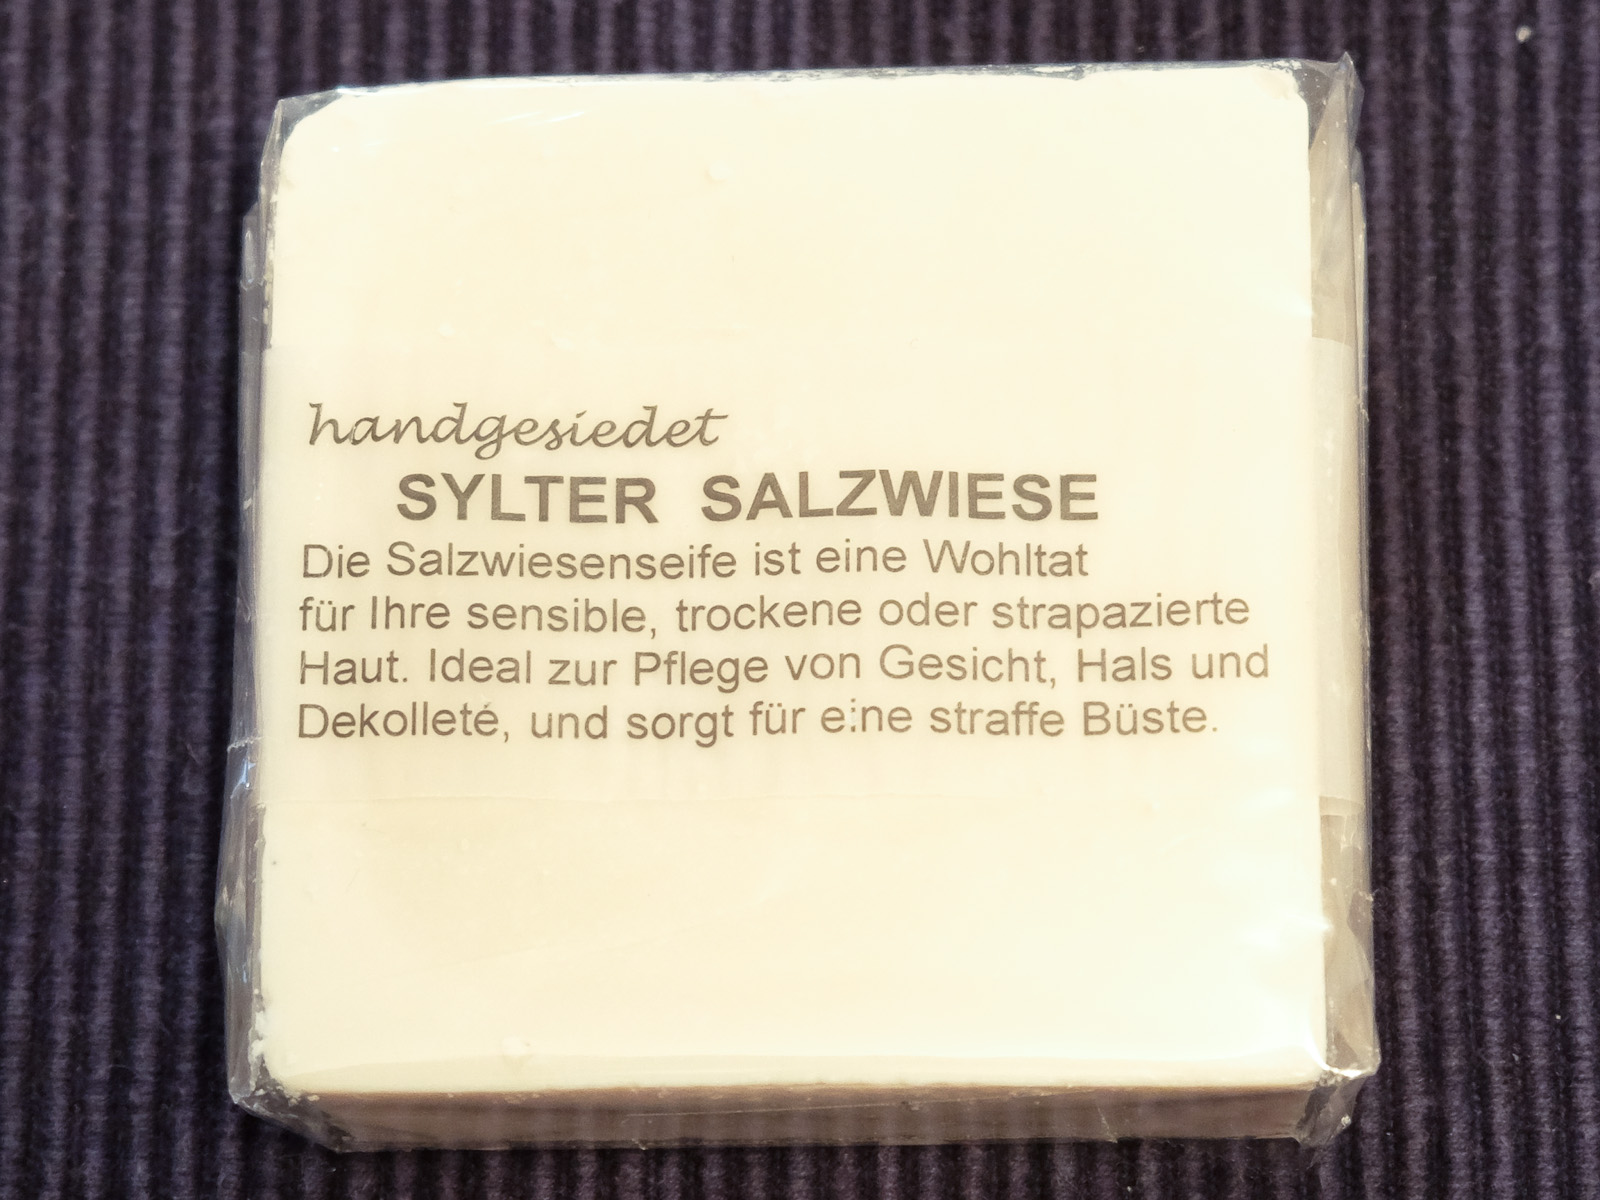 handgesiedet
SYLTER SALZWIESE
Die Salzwiesenseife ist eine Wohltat
für Ihre sensible, trockene oder strapazierte
Haut. Ideal zur Pflege von Gesicht, Hals und
Dekolleté, und sorgt für eine straffe Büste.